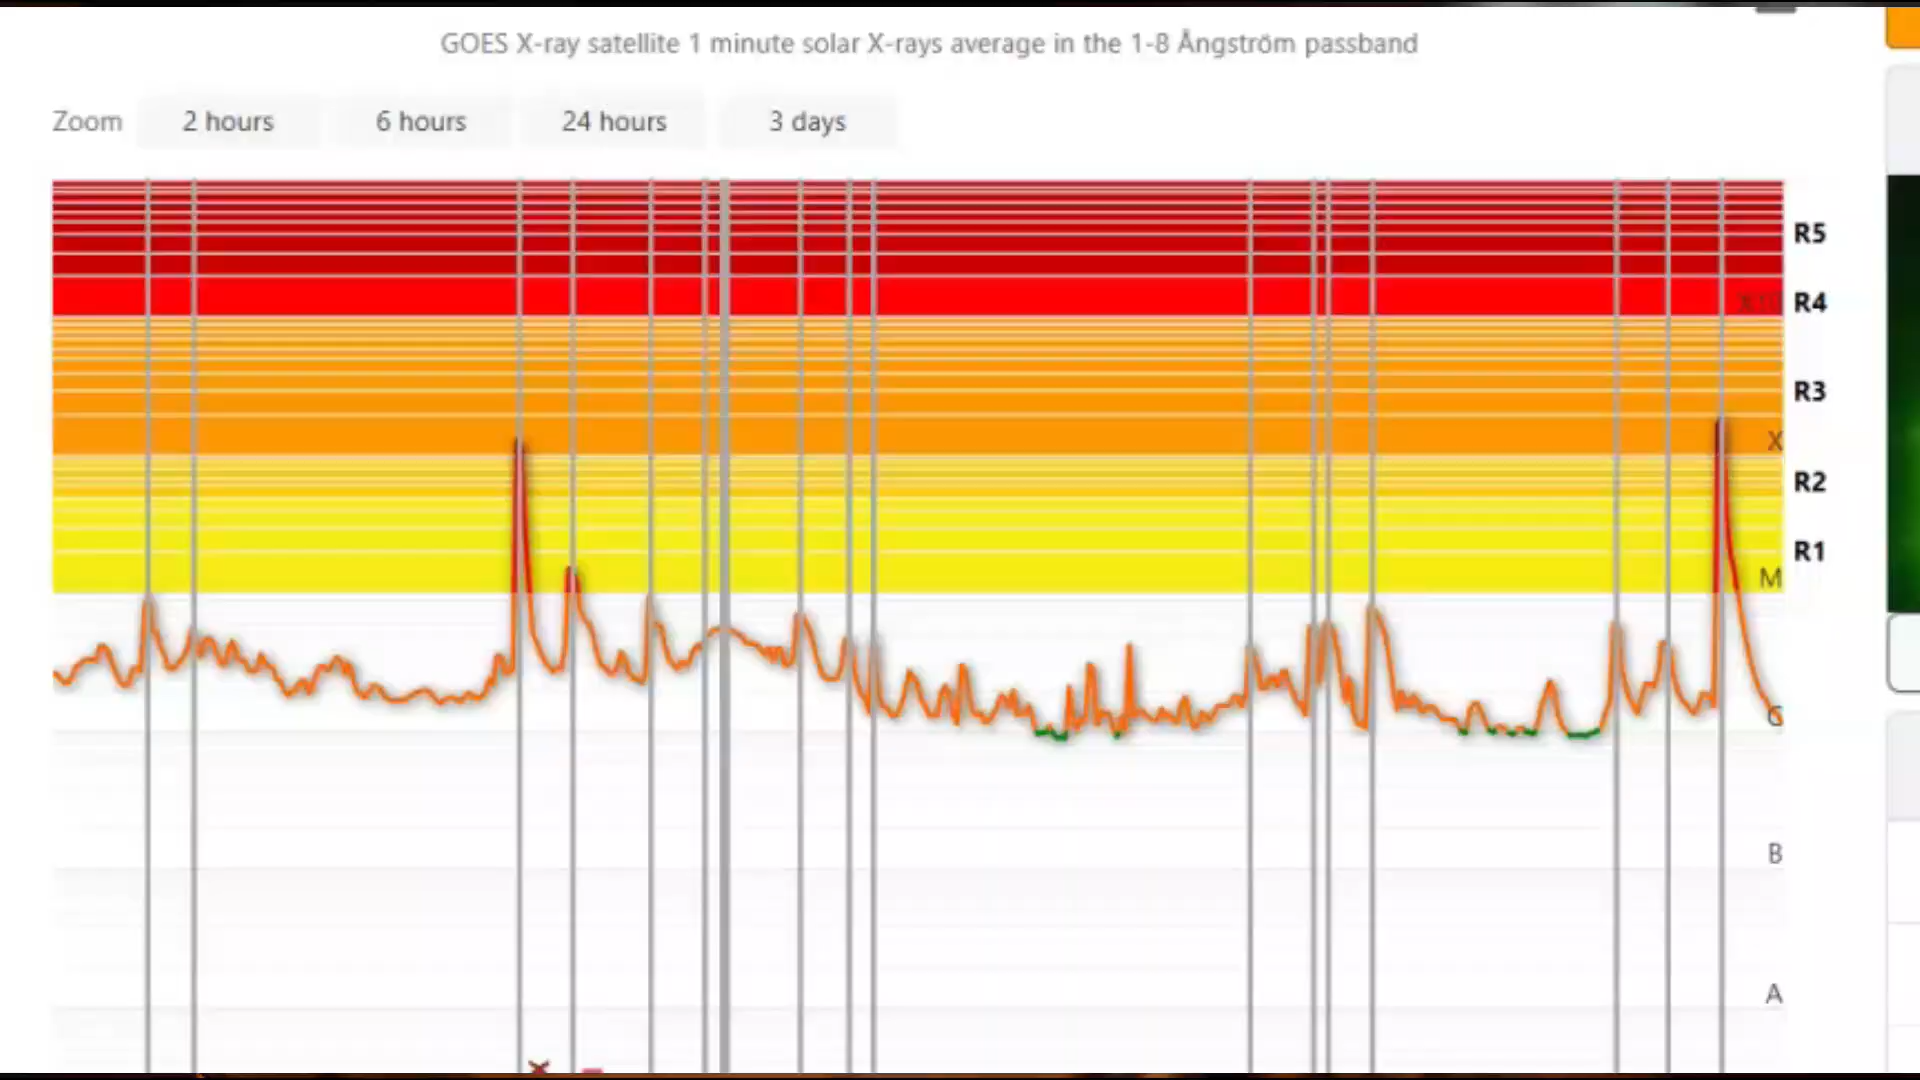 GOES X-ray satellite 1 minute solar X-rays average in the 1-8 Ångström passband
Zoom 2 hours 6 hours 24 hours 3 days
R5
X10 R4
R3
X
R2
R1
M
C
B
A